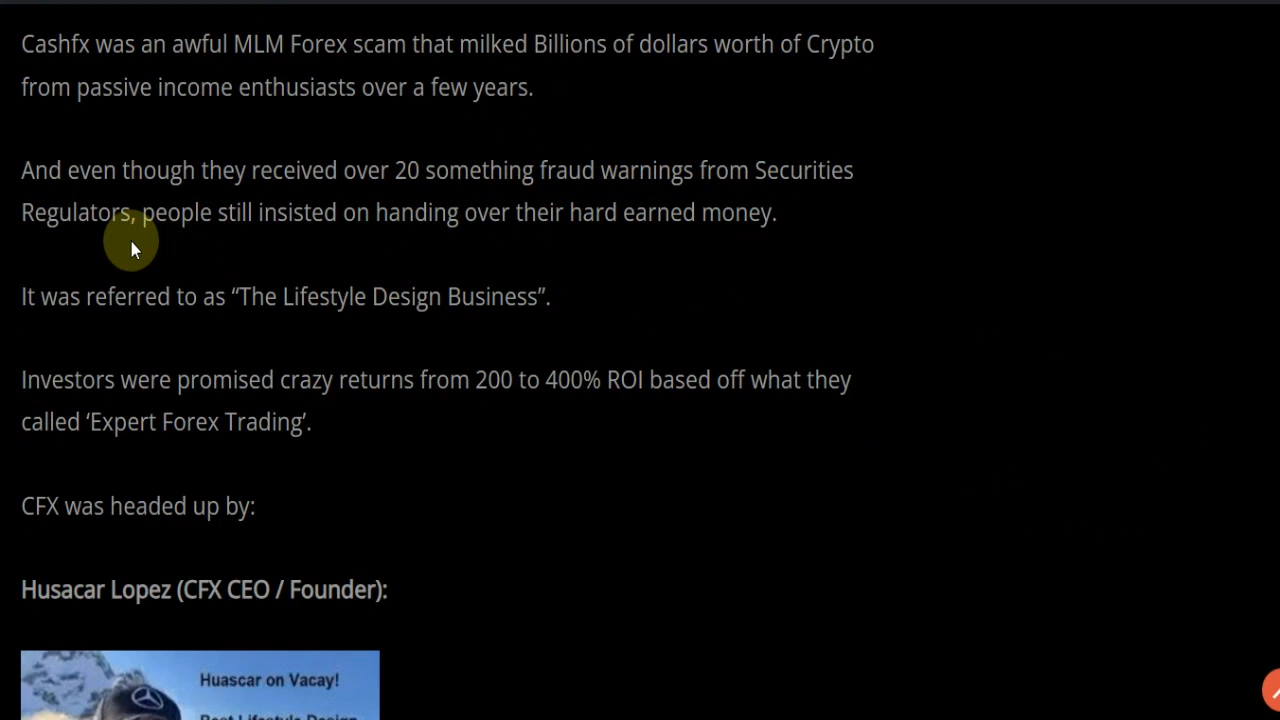 Cashfx was an awful MLM Forex scam that milked Billions of dollars worth of Crypto
from passive income enthusiasts over a few years.
And even though they received over 20 something fraud warnings from Securities
Regulators, people still insisted on handing over their hard earned money.
It was referred to as “The Lifestyle Design Business”.
Investors were promised crazy returns from 200 to 400% ROI based off what they
called ‘Expert Forex Trading’.
CFX was headed up by:
Husacar Lopez (CFX CEO / Founder):
Huascar on Vacay!
Best Lifestyle Design